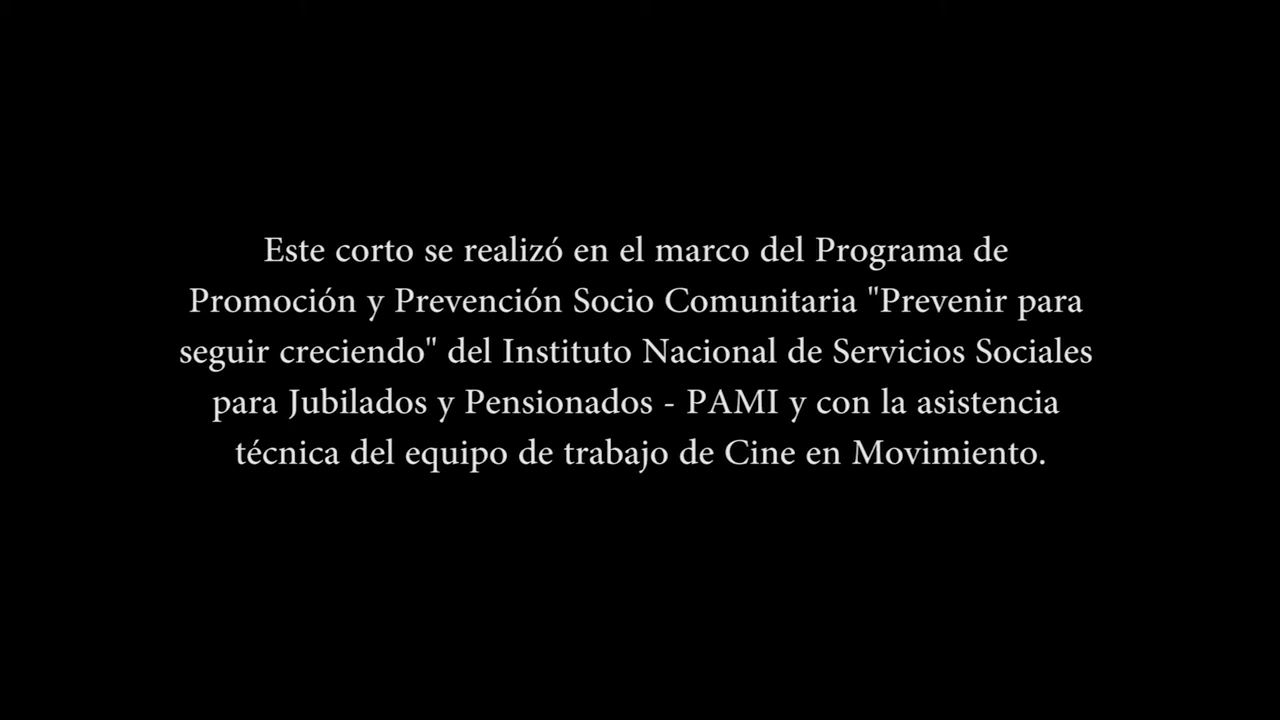 Este corto se realizó en el marco del Programa de
Promoción y Prevención Socio Comunitaria "Prevenir para
seguir creciendo" del Instituto Nacional de Servicios Sociales
para Jubilados y Pensionados - PAMI y con la asistencia
técnica del equipo de trabajo de Cine en Movimiento.